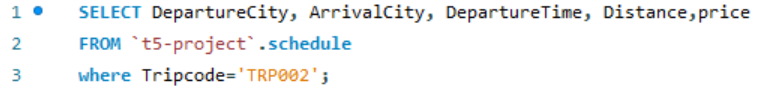 1 SELECT DepartureCity, ArrivalCity, DepartureTime, Distance,price
2 FROM `t5-project`.schedule
3 where Tripcode='TRP002';